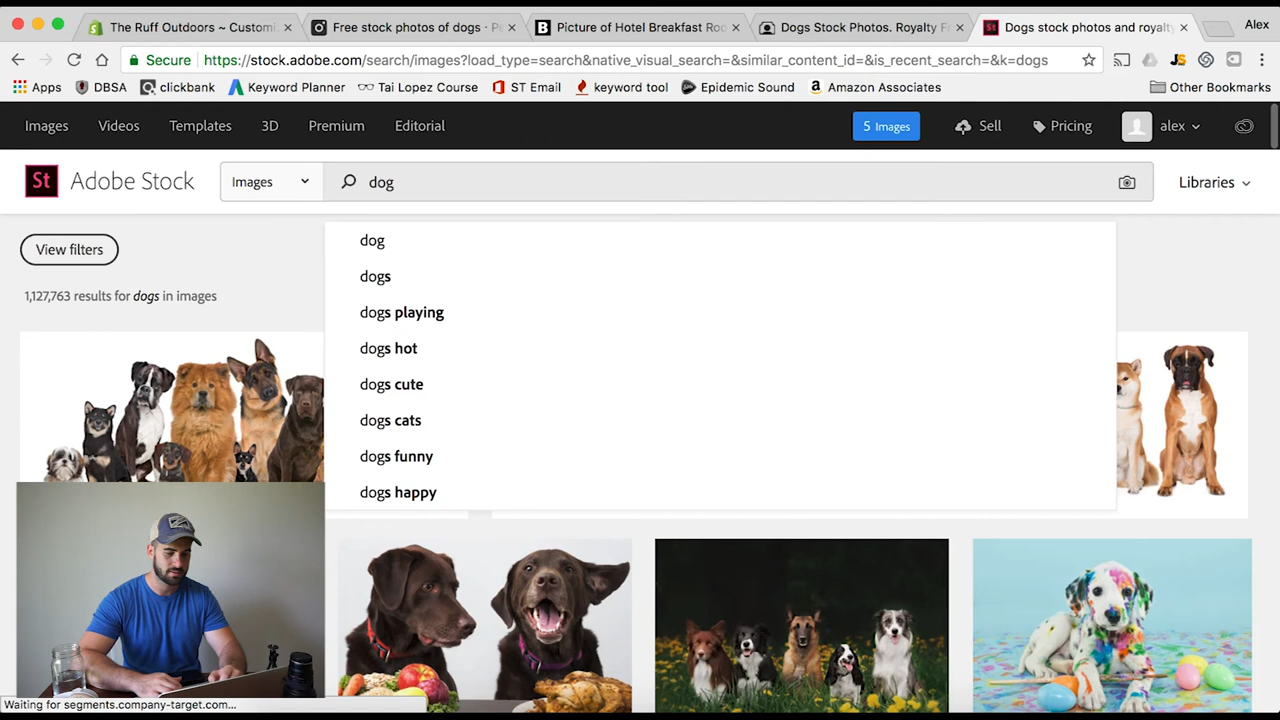 The Ruff Outdoors ~ Customi
Free stock photos of dogs · Pe
Picture of Hotel Breakfast Roo
Dogs Stock Photos. Royalty F
Dogs stock photos and royalty
Alex
Secure https://stock.adobe.com/search/images?load_type=search&native_visual_search=&similar_content_id=&is_recent_search=&k=dogs
Apps DBSA clickbank Keyword Planner Tai Lopez Course ST Email keyword tool Epidemic Sound Amazon Associates Other Bookmarks
Images Videos Templates 3D Premium Editorial 5 Images Sell Pricing alex
St Adobe Stock Images dog Libraries
View filters
1,127,763 results for dogs in images
dog
dogs
dogs playing
dogs hot
dogs cute
dogs cats
dogs funny
dogs happy
Waiting for segments.company-target.com...